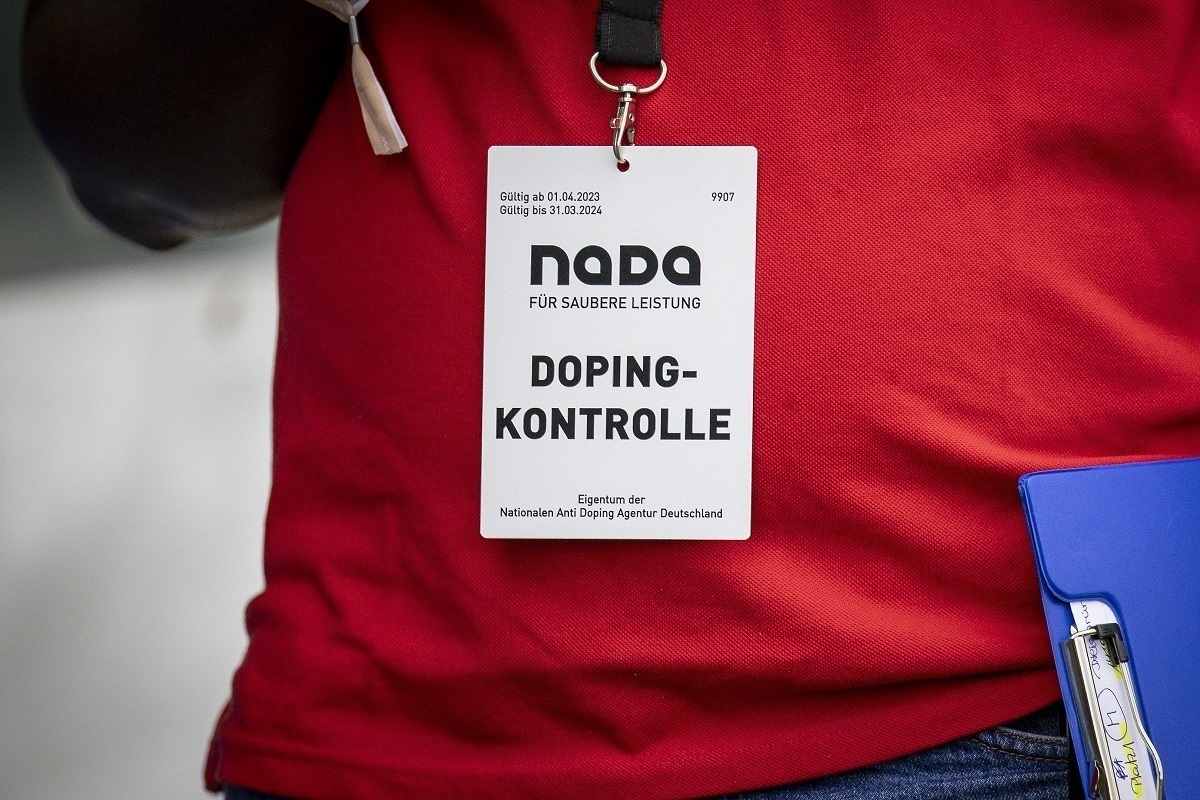 Gültig ab 01.04.2023
9907
Gültig bis 31.03.2024
naDa
FÜR SAUBERE LEISTUNG
DOPING-
KONTROLLE
Eigentum der
Nationalen Anti Doping Agentur Deutschland